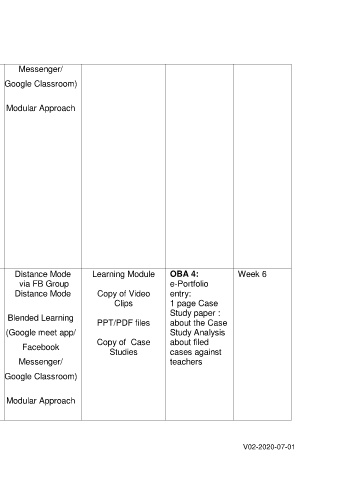 Messenger/
Google Classroom)
Modular Approach
Distance Mode
via FB Group
Distance Mode
Blended Learning
(Google meet app/
Facebook
Messenger/
Google Classroom)
Modular Approach
Learning Module
Copy of Video
Clips
PPT/PDF files
Copy of Case
Studies
OBA 4:
e-Portfolio
entry:
1 page Case
Study paper :
about the Case
Study Analysis
about filed
cases against
teachers
Week 6
V02-2020-07-01